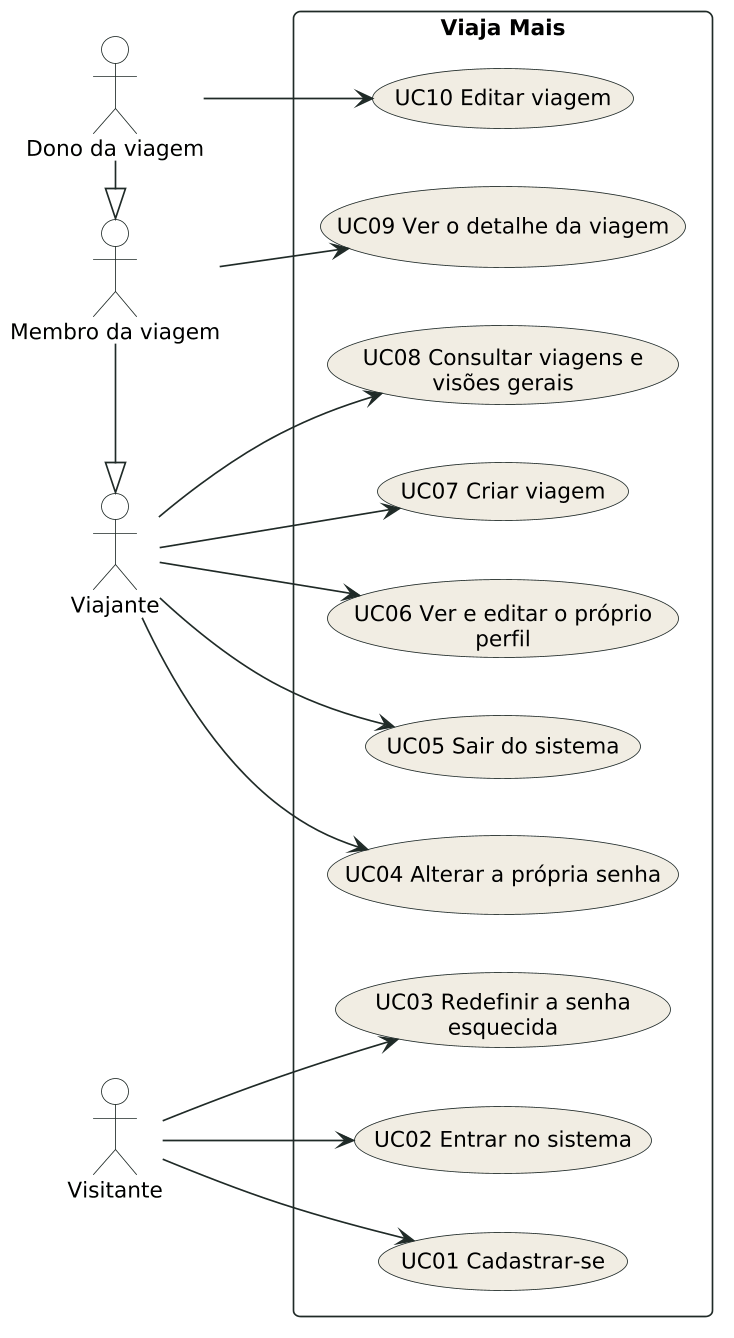 Viaja Mais
UC10 Editar viagem
Dono da viagem
UC09 Ver o detalhe da viagem
Membro da viagem
UC08 Consultar viagens e
visões gerais
UC07 Criar viagem
Viajante
UC06 Ver e editar o próprio
perfil
UC05 Sair do sistema
UC04 Alterar a própria senha
UC03 Redefinir a senha
esquecida
UC02 Entrar no sistema
Visitante
UC01 Cadastrar-se